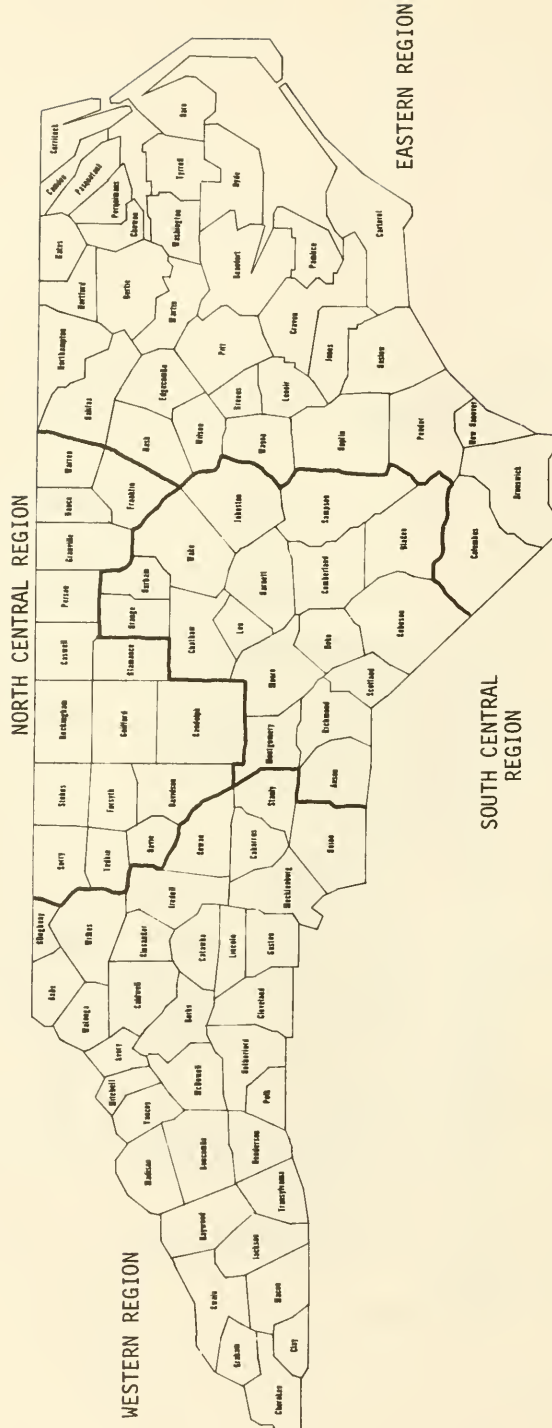 NORTH CENTRAL REGION
WESTERN REGION
EASTERN REGION
SOUTH CENTRAL
REGION
Cherokee
Graham
Clay
Swain
Macon
Jackson
Haywood
Transylvania
Madison
Buncombe
Henderson
Yancey
Mitchell
Avery
McDowell
Polk
Rutherford
Watauga
Ashe
Alleghany
Wilkes
Caldwell
Burke
Cleveland
Alexander
Catawba
Lincoln
Gaston
Iredell
Mecklenburg
Surry
Yadkin
Davie
Rowan
Cabarrus
Stanly
Union
Stokes
Forsyth
Davidson
Rockingham
Guilford
Randolph
Montgomery
Anson
Richmond
Caswell
Alamance
Chatham
Moore
Lee
Hoke
Scotland
Robeson
Person
Orange
Durham
Granville
Vance
Warren
Franklin
Wake
Harnett
Johnston
Cumberland
Sampson
Bladen
Columbus
Brunswick
New Hanover
Pender
Duplin
Wayne
Wilson
Nash
Halifax
Northampton
Edgecombe
Pitt
Greene
Lenoir
Jones
Onslow
Craven
Carteret
Pamlico
Beaufort
Martin
Bertie
Hertford
Gates
Chowan
Perquimans
Pasquotank
Camden
Currituck
Washington
Tyrrell
Dare
Hyde